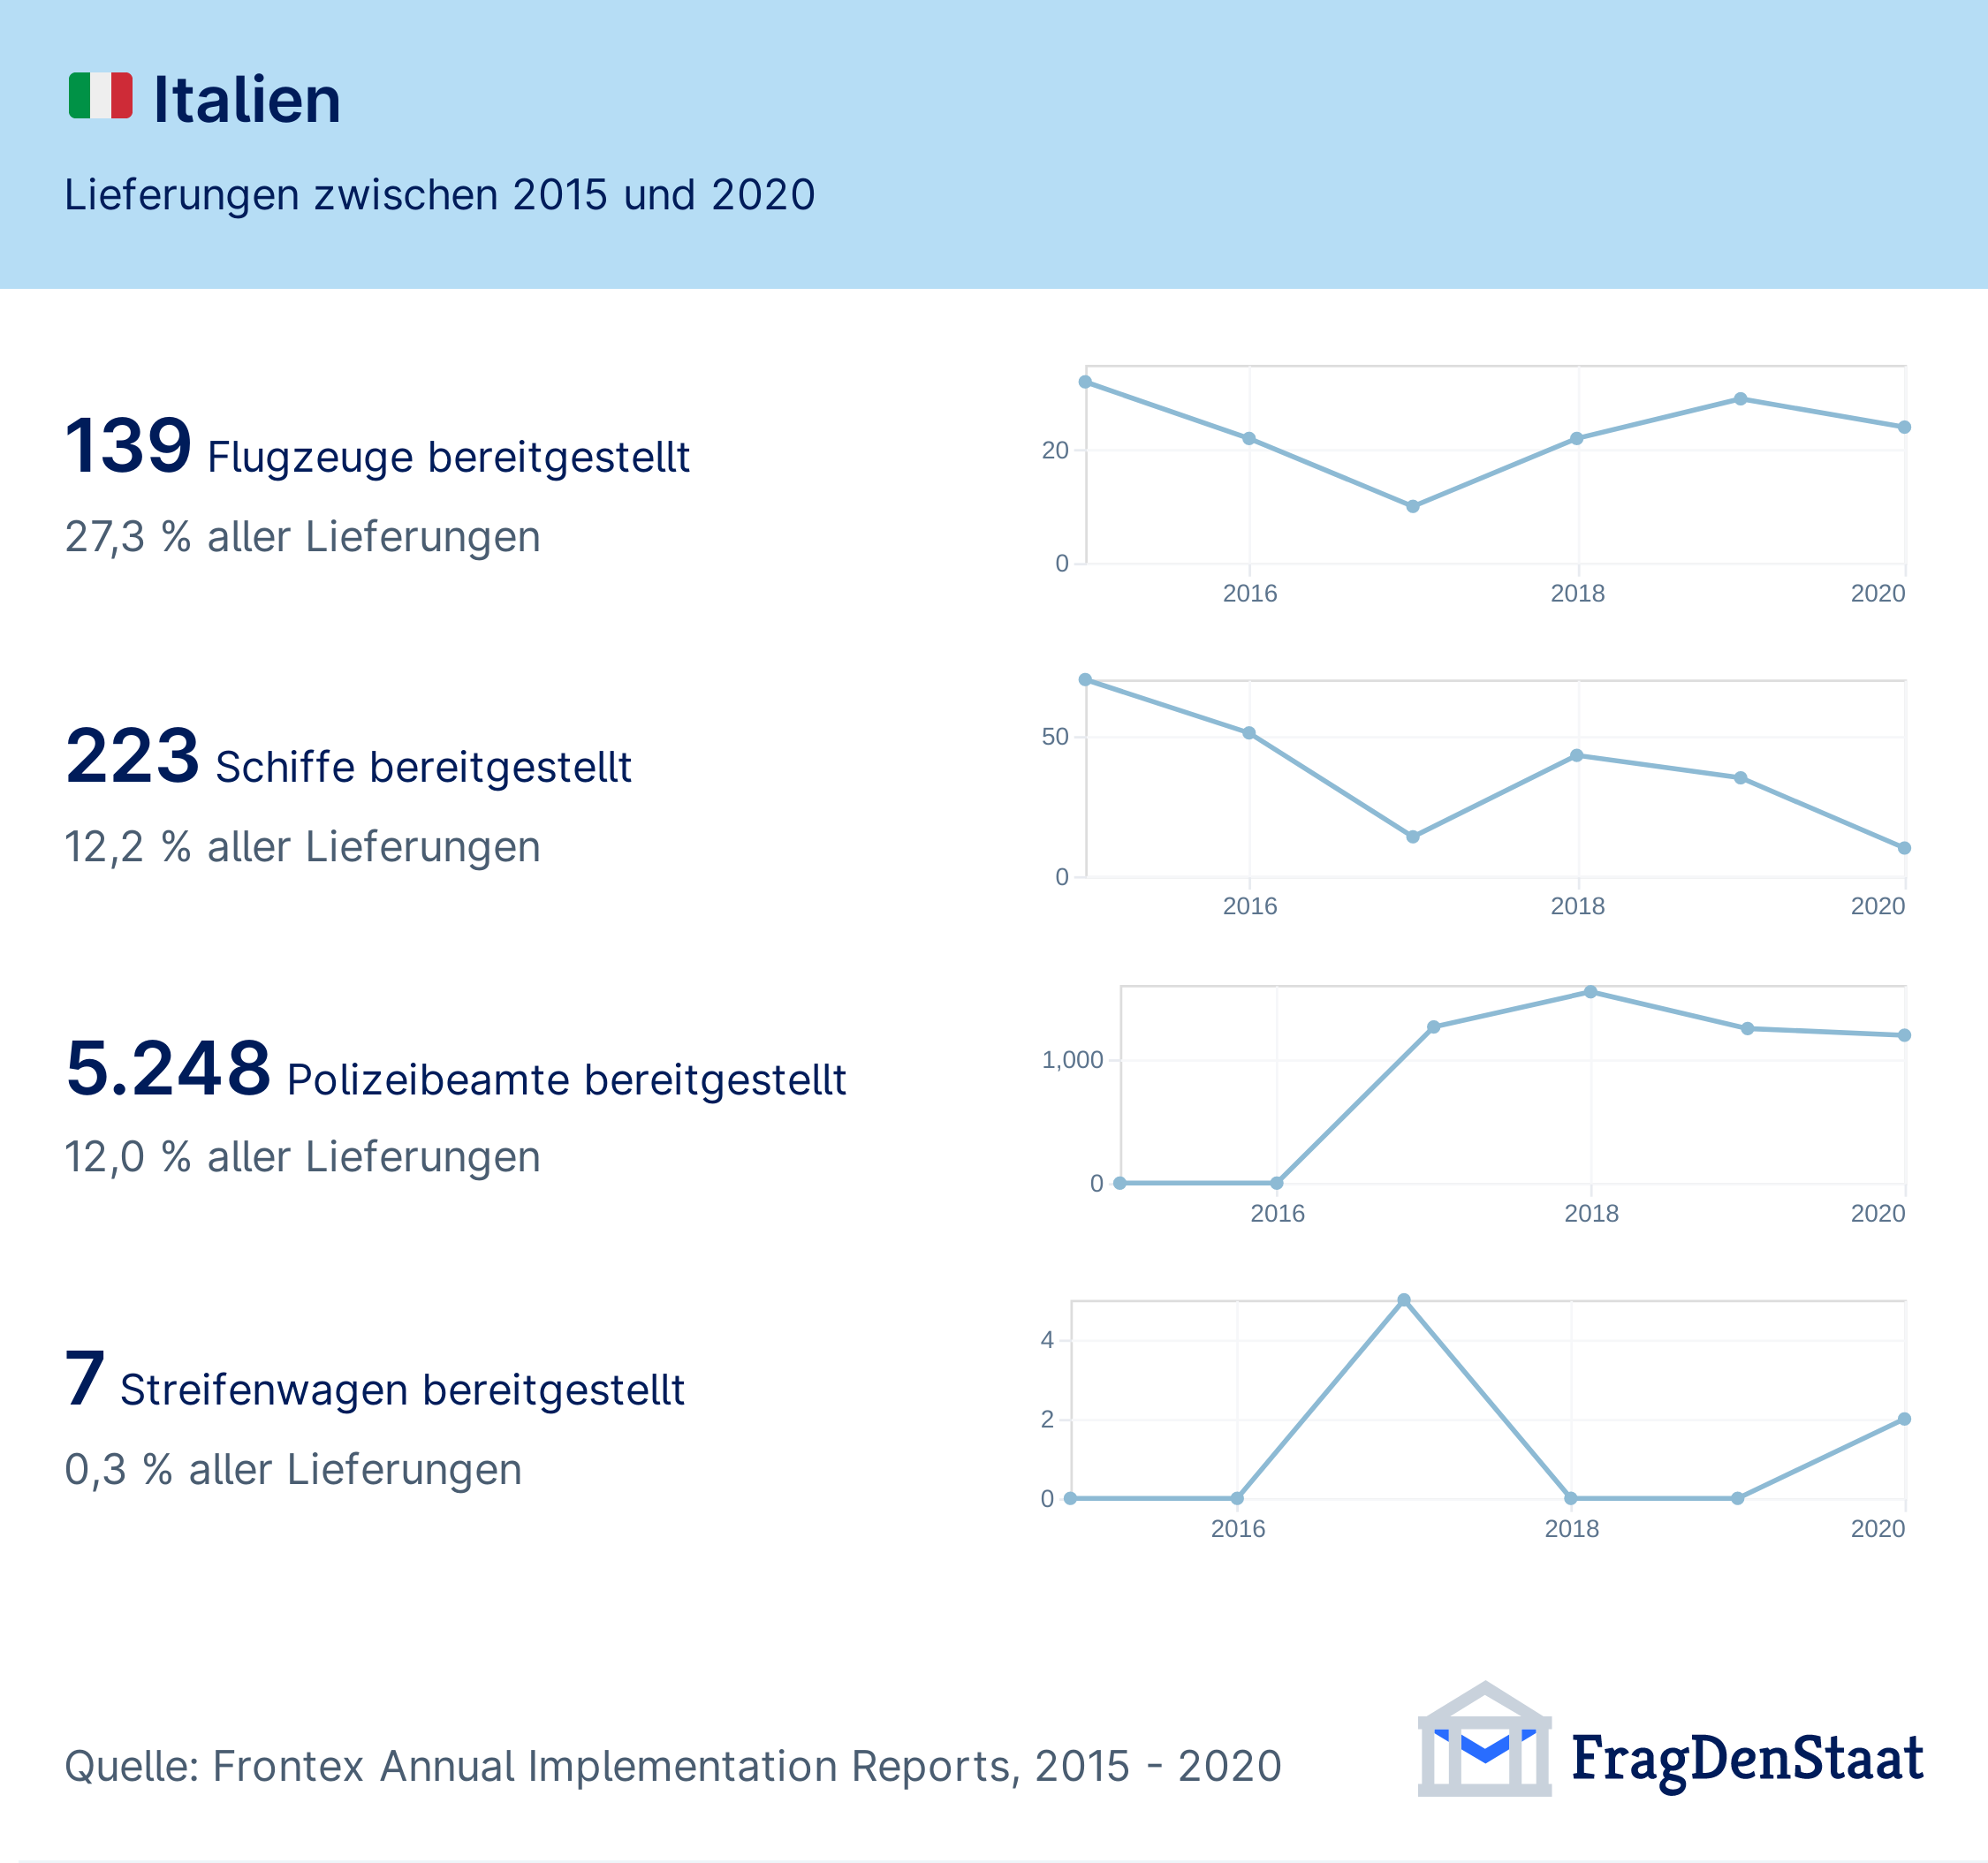 Italien
Lieferungen zwischen 2015 und 2020
139 Flugzeuge bereitgestellt
27,3 % aller Lieferungen
20
0
2016 2018 2020
223 Schiffe bereitgestellt
12,2 % aller Lieferungen
50
0
2016 2018 2020
5.248 Polizeibeamte bereitgestellt
12,0 % aller Lieferungen
1,000
0
2016 2018 2020
7 Streifenwagen bereitgestellt
0,3 % aller Lieferungen
4
2
0
2016 2018 2020
Quelle: Frontex Annual Implementation Reports, 2015 - 2020
FragDenStaat